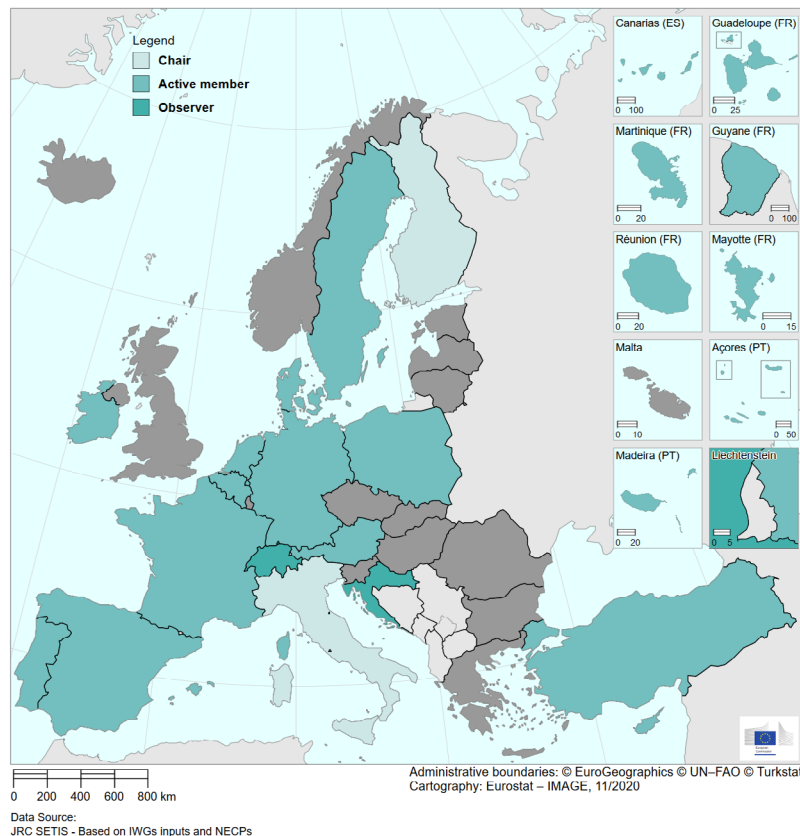 Legend
Chair
Active member
Observer
Canarias (ES)
0 100
Guadeloupe (FR)
0 25
Martinique (FR)
0 20
Guyane (FR)
0 100
Réunion (FR)
0 20
Mayotte (FR)
0 15
Malta
0 10
Açores (PT)
0 50
Madeira (PT)
0 20
Liechtenstein
0 5
European
Commission
0 200 400 600 800 km
Administrative boundaries: © EuroGeographics © UN–FAO © Turkstat
Cartography: Eurostat – IMAGE, 11/2020
Data Source:
JRC SETIS - Based on IWGs inputs and NECPs